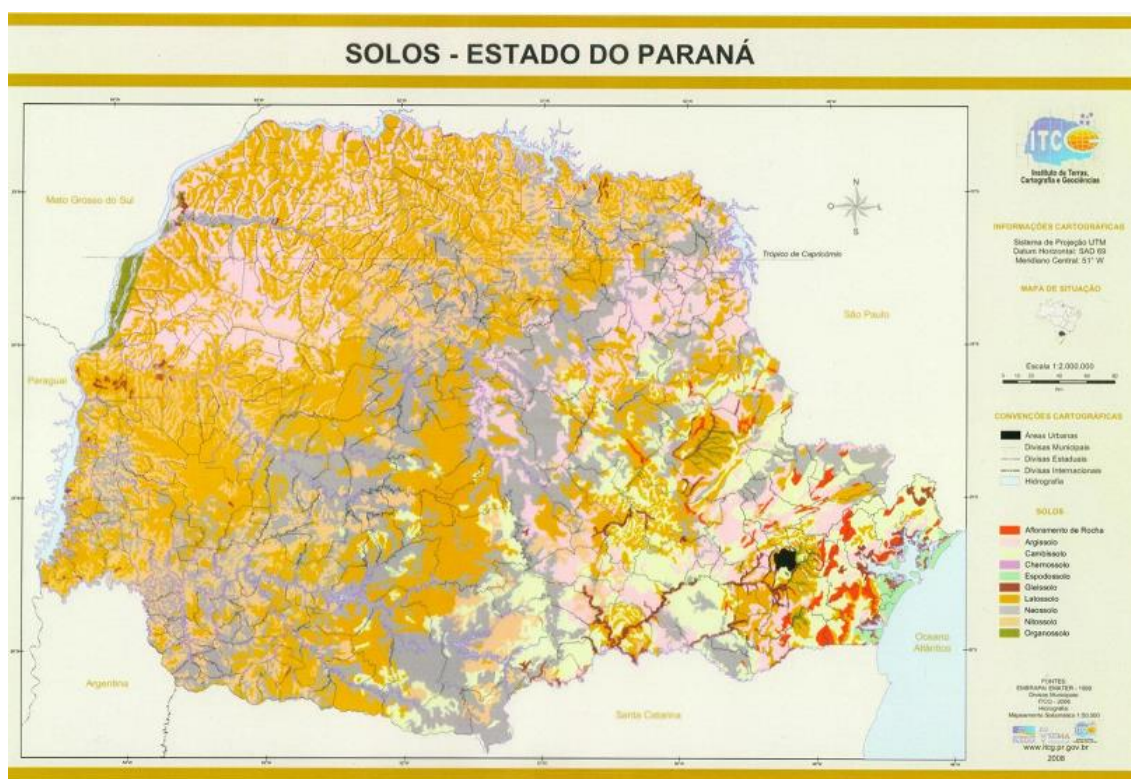 SOLOS - ESTADO DO PARANÁ
Mato Grosso do Sul
Paraguai
Argentina
Santa Catarina
São Paulo
Trópico de Capricórnio
Oceano
Atlântico
N
O
L
S
ITCG
Instituto de Terras,
Cartografia e Geociências
INFORMAÇÕES CARTOGRÁFICAS
Sistema de Projeção UTM
Datum Horizontal: SAD 69
Meridiano Central: 51° W
MAPA DE SITUAÇÃO
Escala 1:2.000.000
CONVENÇÕES CARTOGRÁFICAS
Áreas Urbanas
Divisas Municipais
Divisas Estaduais
Divisas Internacionais
Hidrografia
SOLOS
Afloramento de Rocha
Argissolo
Cambissolo
Chernossolo
Espodossolo
Gleissolo
Latossolo
Neossolo
Nitossolo
Organossolo
FONTES
Divisas Municipais
Hidrografia
www.itcg.pr.gov.br
2008